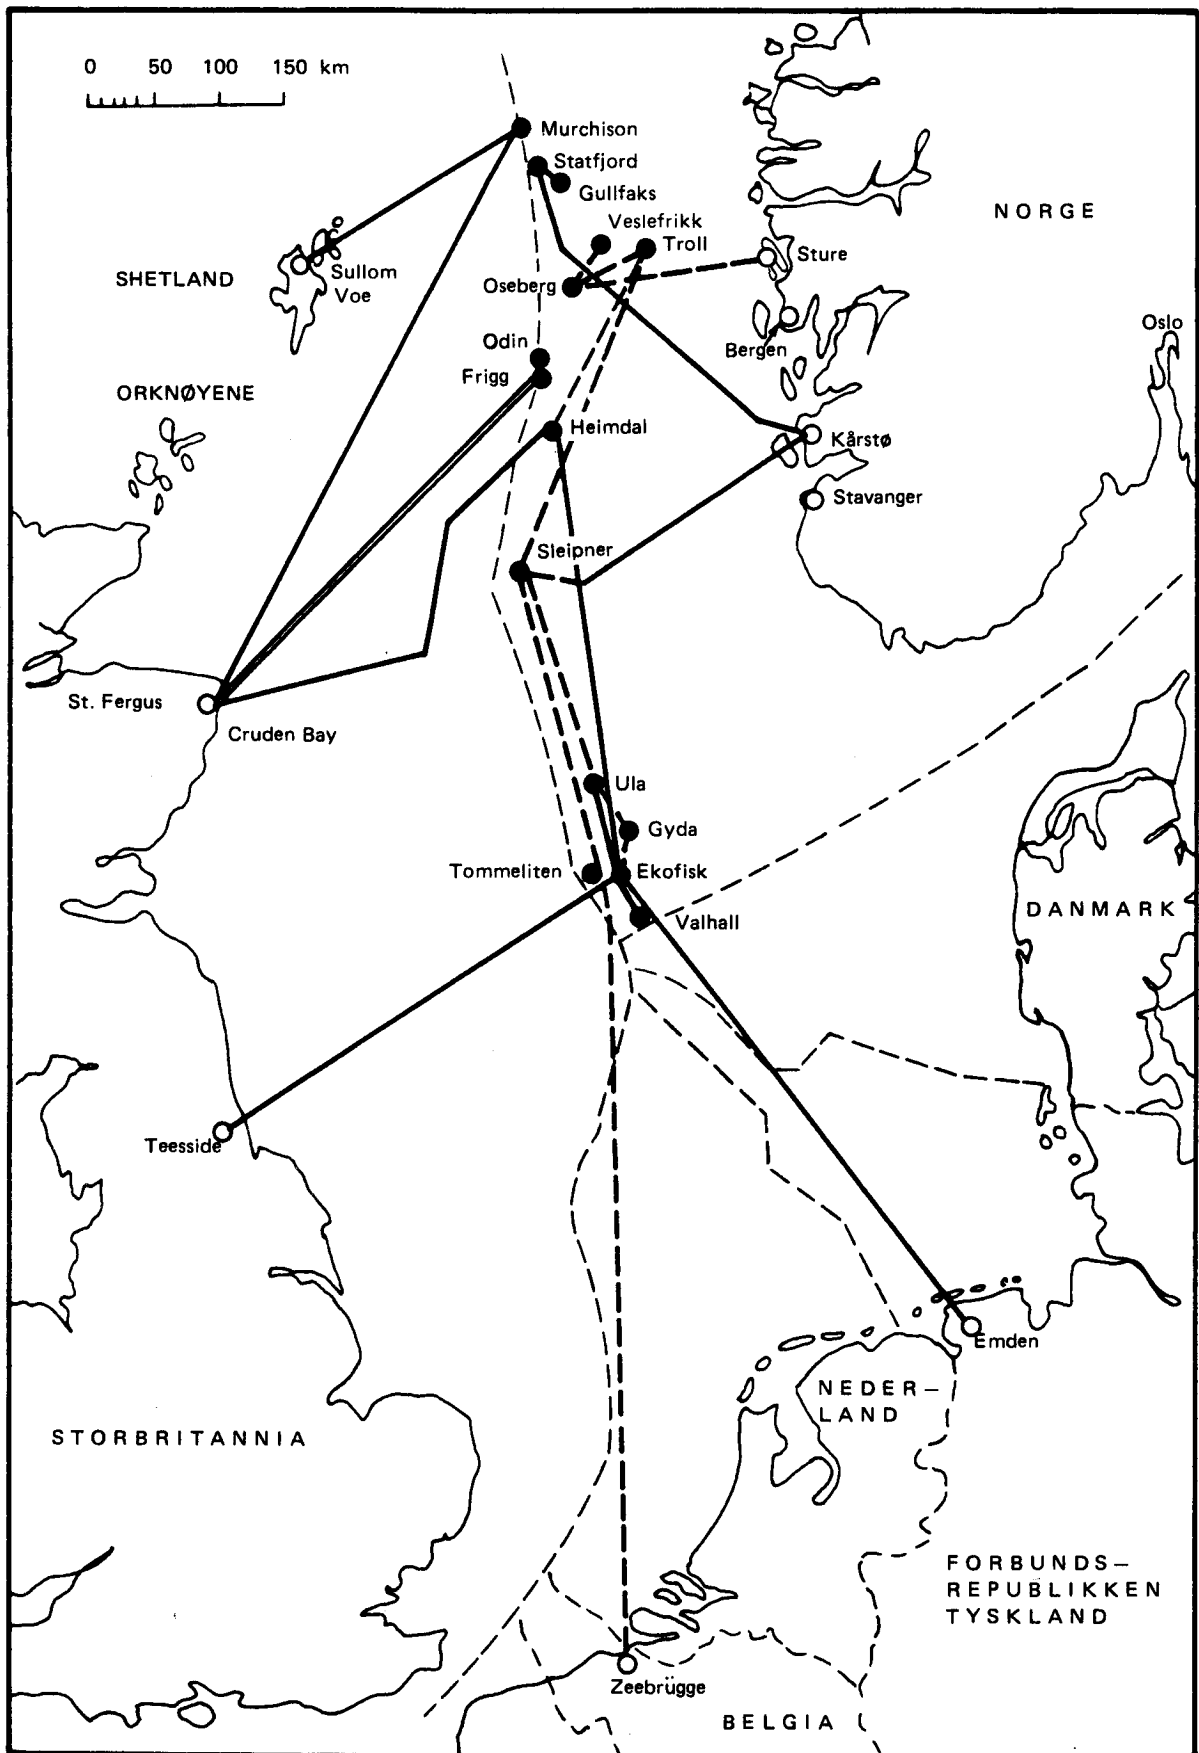 0 50 100 150 km
Murchison
Statfjord
Gullfaks
NORGE
Veslefrikk
Troll
Sture
SHETLAND
Sullom
Voe
Oseberg
Oslo
Odin
Bergen
Frigg
ORKNØYENE
Heimdal
Kårstø
Stavanger
Sleipner
St. Fergus
Cruden Bay
Ula
Gyda
Tommeliten
Ekofisk
DANMARK
Valhall
Teesside
Emden
NEDER–
LAND
STORBRITANNIA
FORBUNDS–
REPUBLIKKEN
TYSKLAND
Zeebrügge
BELGIA